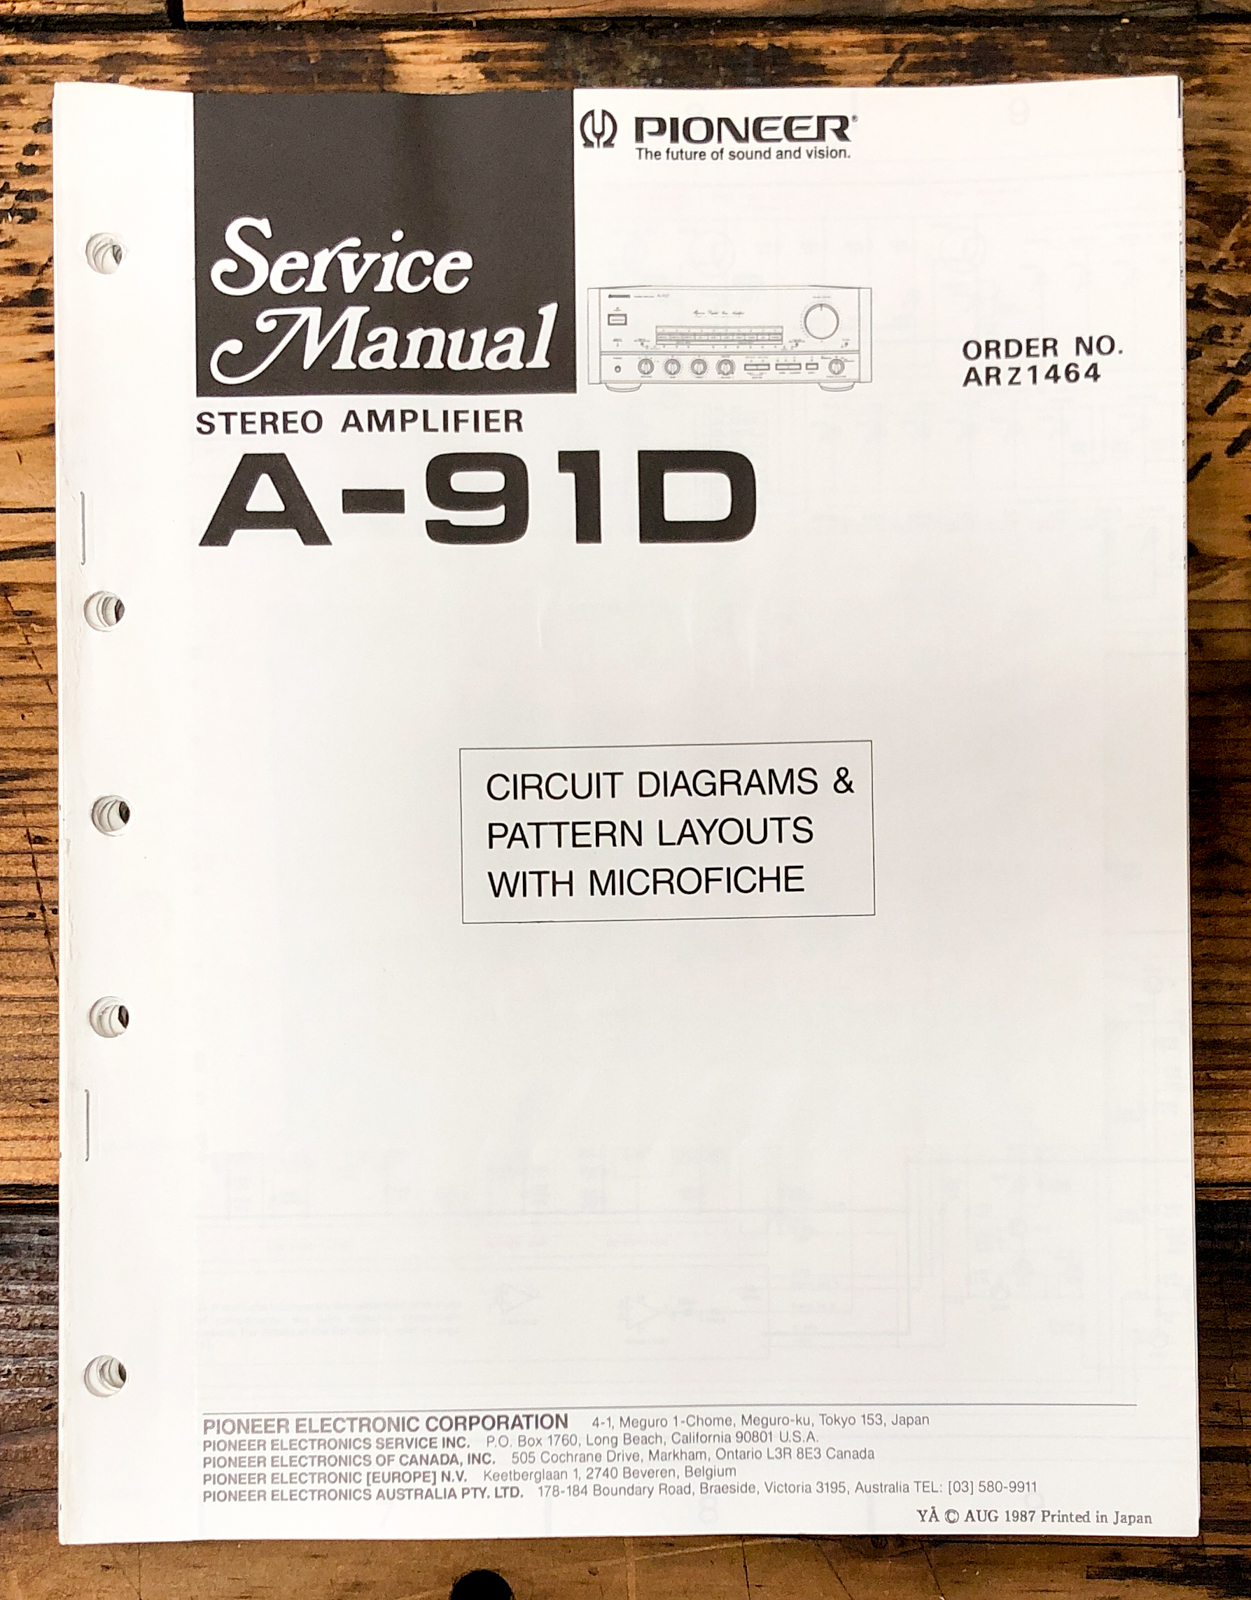 PIONEER®
The future of sound and vision.
Service
Manual
ORDER NO.
ARZ1464
STEREO AMPLIFIER
A-91D
CIRCUIT DIAGRAMS &
PATTERN LAYOUTS
WITH MICROFICHE
PIONEER ELECTRONIC CORPORATION 4-1, Meguro 1-Chome, Meguro-ku, Tokyo 153, Japan
PIONEER ELECTRONICS SERVICE INC. P.O. Box 1760, Long Beach, California 90801 U.S.A.
PIONEER ELECTRONICS OF CANADA, INC. 505 Cochrane Drive, Markham, Ontario L3R 8E3 Canada
PIONEER ELECTRONIC [EUROPE] N.V. Keetberglaan 1, 2740 Beveren, Belgium
PIONEER ELECTRONICS AUSTRALIA PTY. LTD. 178-184 Boundary Road, Braeside, Victoria 3195, Australia TEL: [03] 580-9911
YÅ © AUG 1987 Printed in Japan